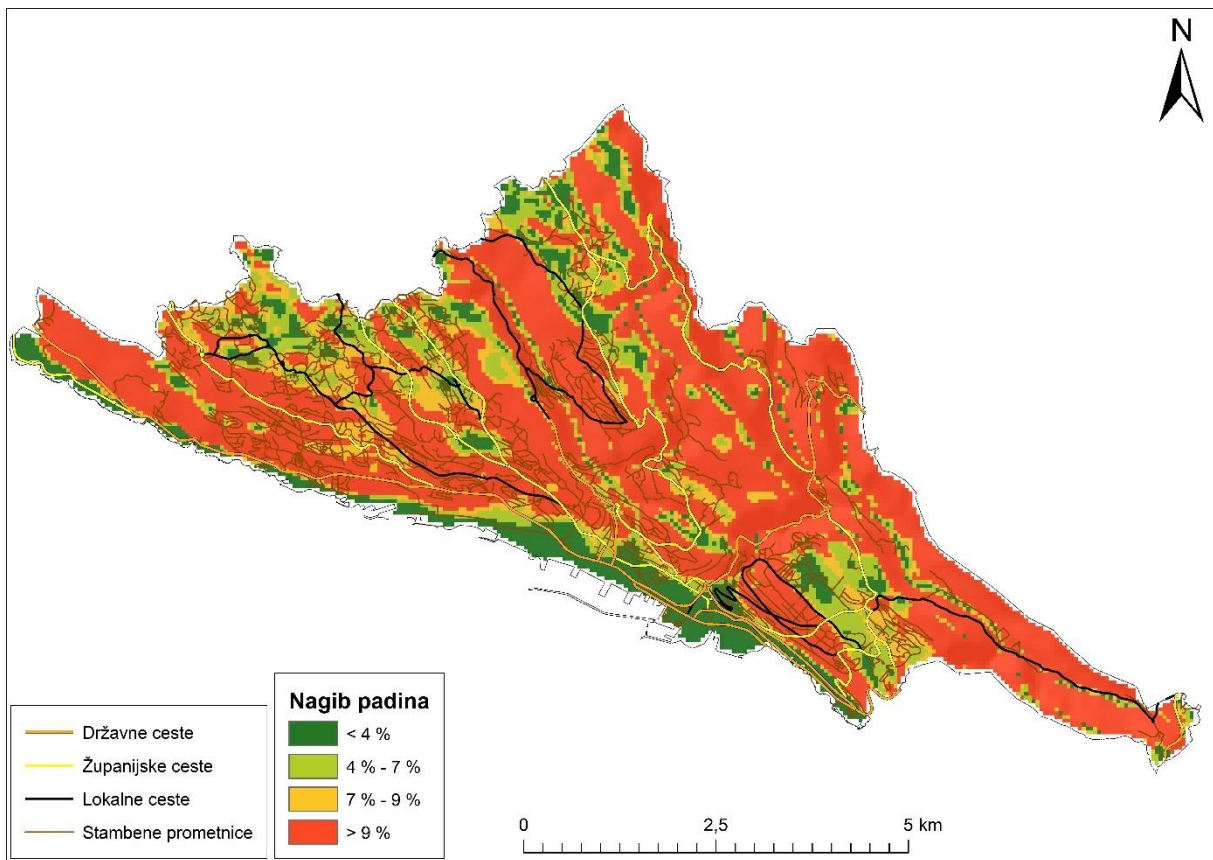 N
Državne ceste
Županijske ceste
Lokalne ceste
Stambene prometnice
Nagib padina
< 4 %
4 % - 7 %
7 % - 9 %
> 9 %
0 2,5 5 km